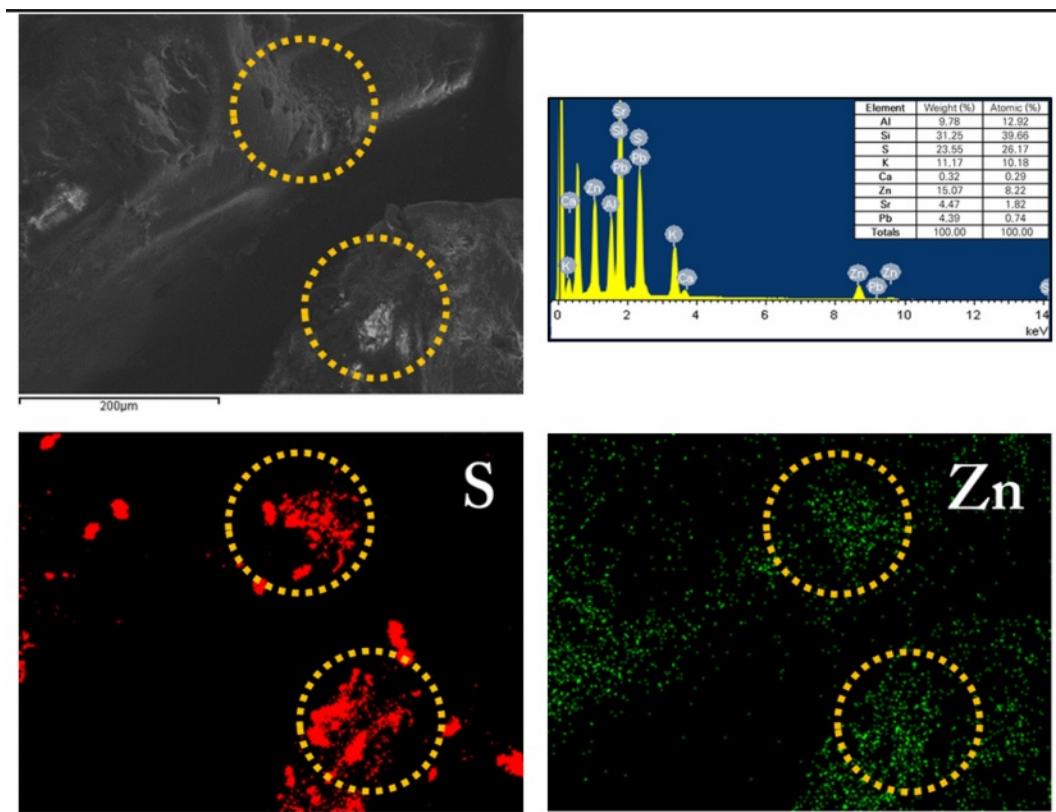 200μm
Element Weight (%) Atomic (%)
Al 9.78 12.92
Si 31.25 39.66
S 23.55 26.17
K 11.17 10.18
Ca 0.32 0.29
Zn 15.07 8.22
Sr 4.47 1.82
Pb 4.39 0.74
Totals 100.00 100.00
Sr
Si S
Pb Pb
Ca Zn Al
K K Ca Zn Pb Zn
0 2 4 6 8 10 12 14
keV
S
Zn